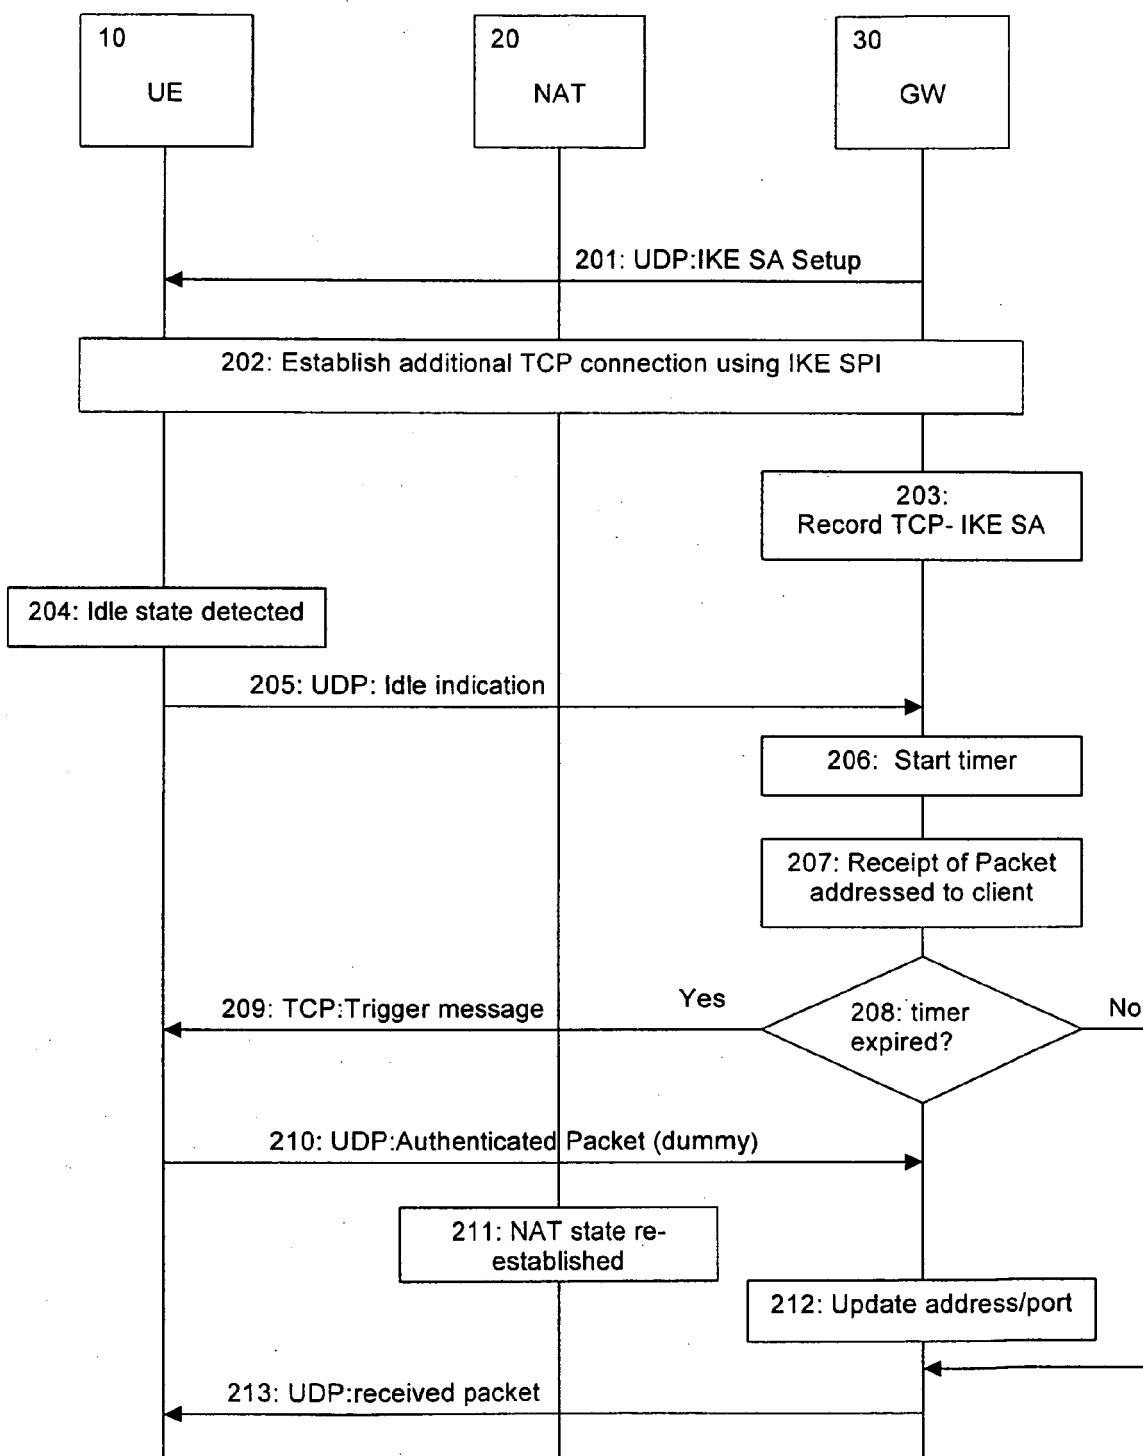 10
UE
20
NAT
30
GW
201: UDP:IKE SA Setup
202: Establish additional TCP connection using IKE SPI
203:
Record TCP- IKE SA
204: Idle state detected
205: UDP: Idle indication
206: Start timer
207: Receipt of Packet
addressed to client
209: TCP:Trigger message
Yes
208: timer
expired?
No
210: UDP:Authenticated Packet (dummy)
211: NAT state re-
established
212: Update address/port
213: UDP:received packet